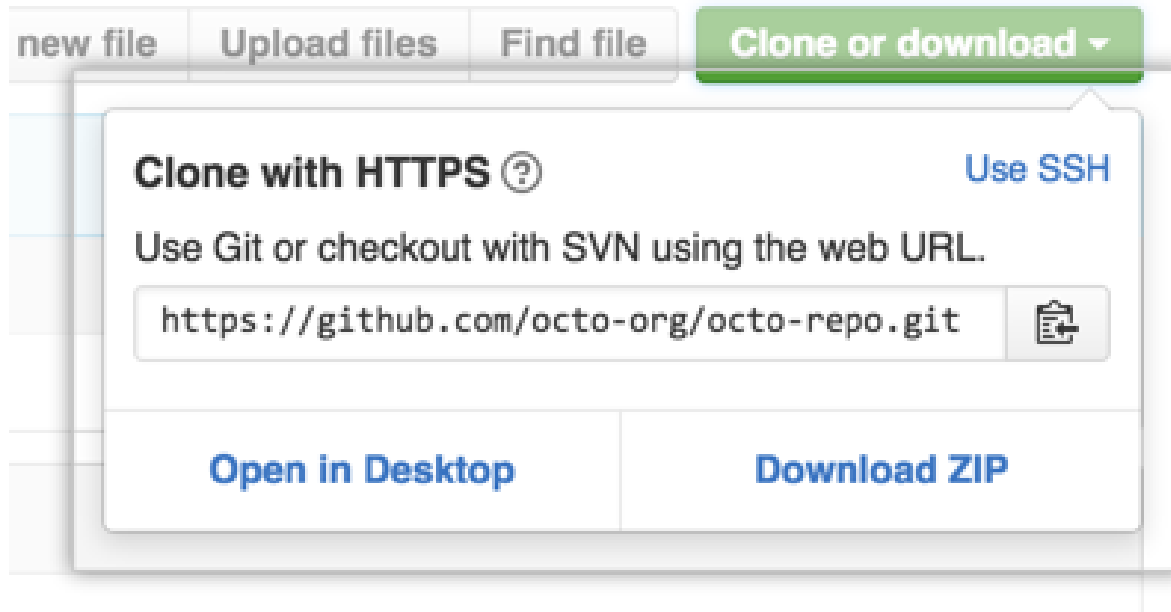 new file Upload files Find file Clone or download
Clone with HTTPS ? Use SSH
Use Git or checkout with SVN using the web URL.
https://github.com/octo-org/octo-repo.git
Open in Desktop Download ZIP